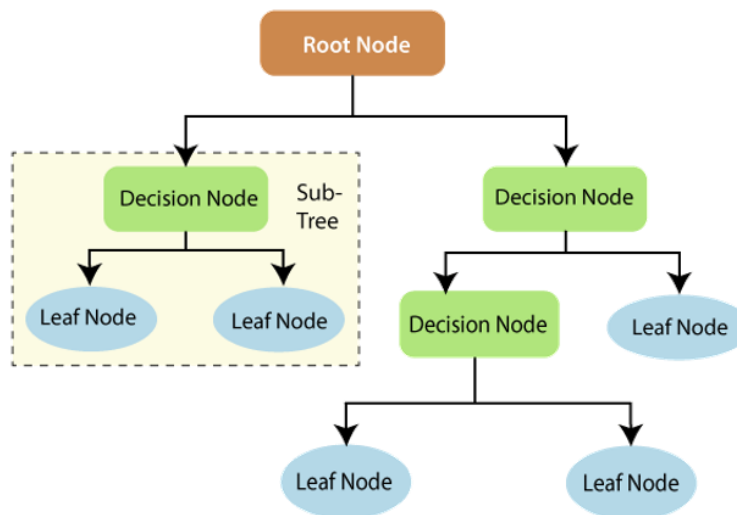 Root Node
Decision Node
Sub-
Tree
Decision Node
Leaf Node
Leaf Node
Decision Node
Leaf Node
Leaf Node
Leaf Node